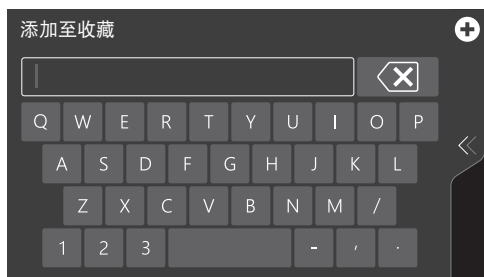 添加至收藏
Q W E R T Y U I O P
A S D F G H J K L
Z X C V B N M /
1 2 3 - , .